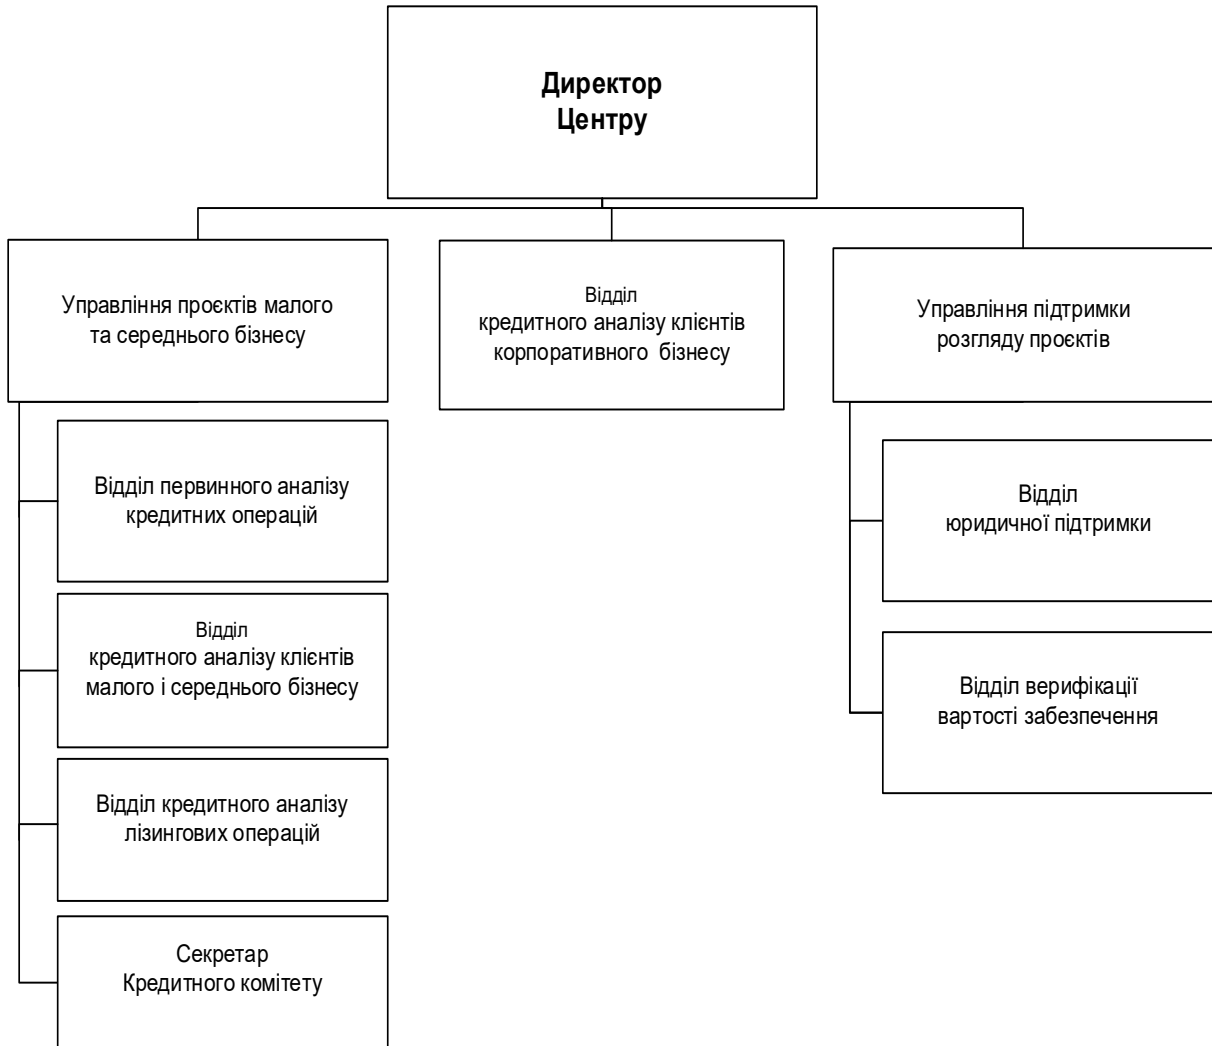 Директор
Центру
Управління проєктів малого
та середнього бізнесу
Відділ
кредитного аналізу клієнтів
корпоративного бізнесу
Управління підтримки
розгляду проєктів
Відділ первинного аналізу
кредитних операцій
Відділ
кредитного аналізу клієнтів
малого і середнього бізнесу
Відділ кредитного аналізу
лізингових операцій
Секретар
Кредитного комітету
Відділ
юридичної підтримки
Відділ верифікації
вартості забезпечення